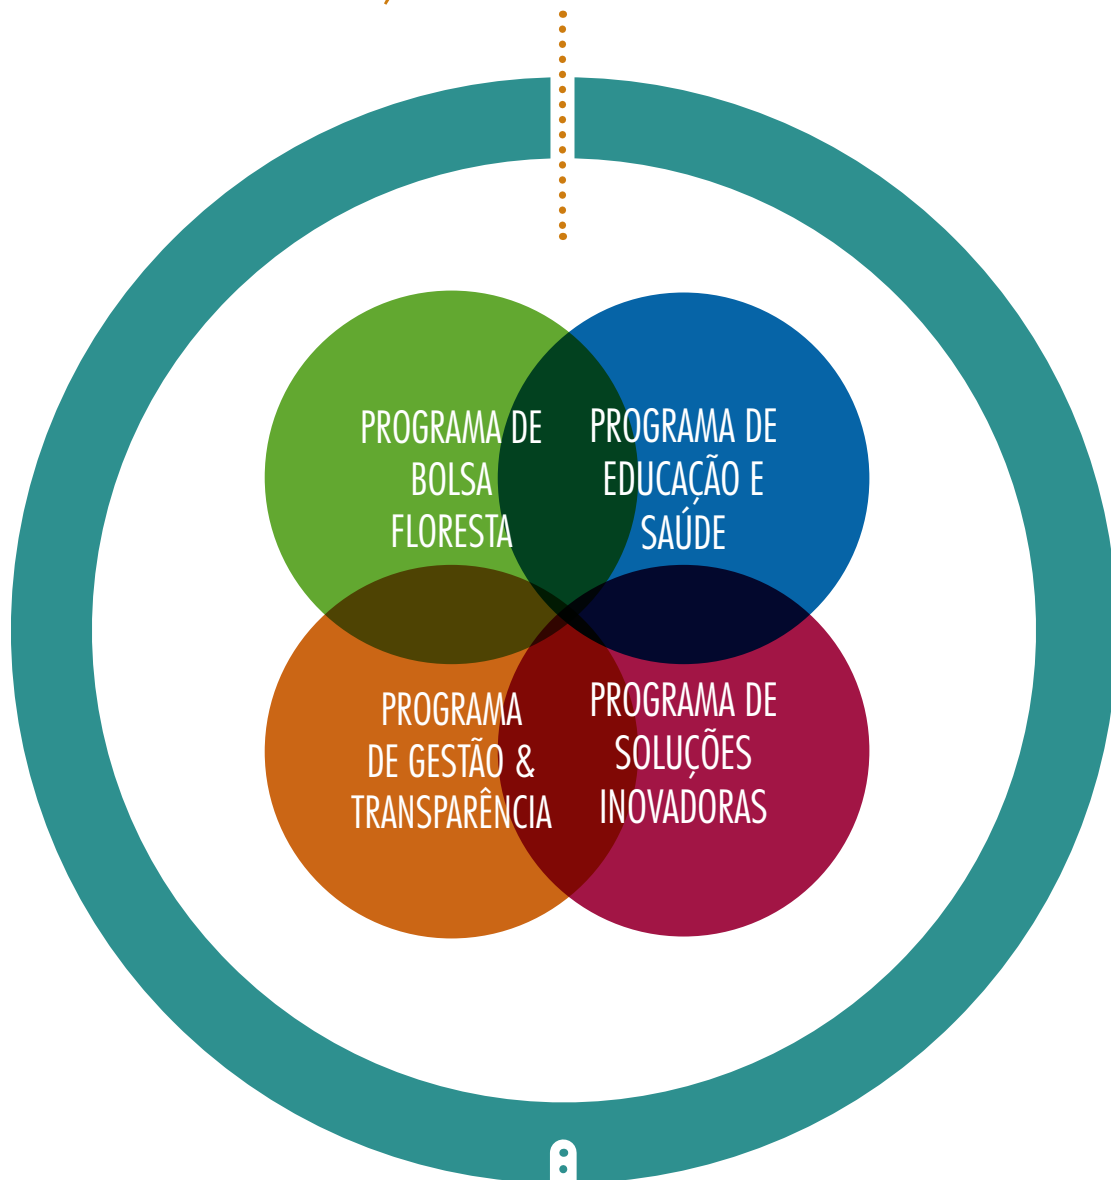 PROGRAMA DE
BOLSA
FLORESTA
PROGRAMA DE
EDUCAÇÃO E
SAÚDE
PROGRAMA
DE GESTÃO &
TRANSPARÊNCIA
PROGRAMA DE
SOLUÇÕES
INOVADORAS